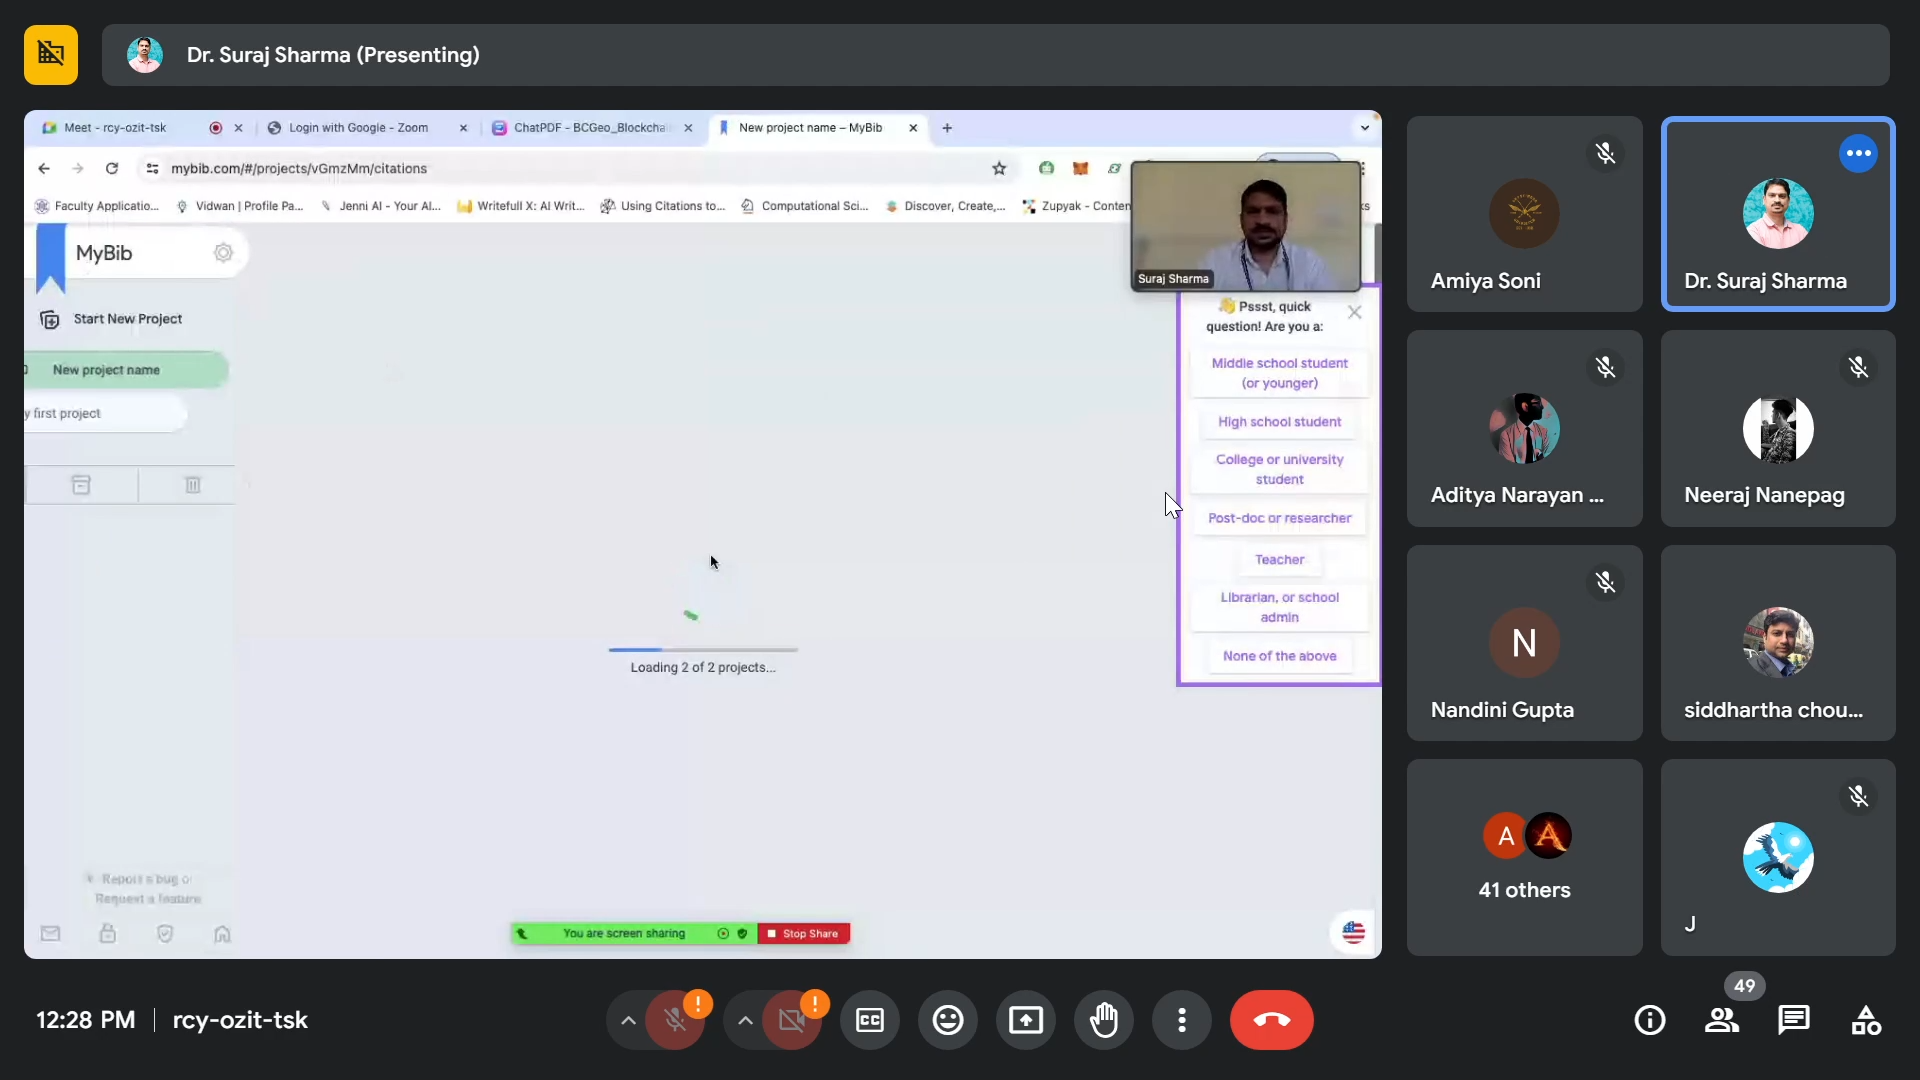 Dr. Suraj Sharma (Presenting)
Meet - rcy-ozit-tsk
Login with Google - Zoom
ChatPDF - BCGeo_Blockchai
New project name – MyBib
mybib.com/#/projects/vGmzMm/citations
Faculty Applicatio...
Vidwan | Profile Pa...
Jenni AI - Your AI...
Writefull X: AI Writ...
Using Citations to...
Computational Sci...
Discover, Create,...
Zupyak - Conten
MyBib
Start New Project
New project name
y first project
Suraj Sharma
Pssst, quick
question! Are you a:
Middle school student
(or younger)
High school student
College or university
student
Post-doc or researcher
Teacher
Librarian, or school
admin
None of the above
Loading 2 of 2 projects...
Report a bug or
Request a feature
You are screen sharing
Stop Share
Amiya Soni
Dr. Suraj Sharma
Aditya Narayan ...
Neeraj Nanepag
N
Nandini Gupta
siddhartha chou...
A
A
41 others
J
12:28 PM
rcy-ozit-tsk
CC
49